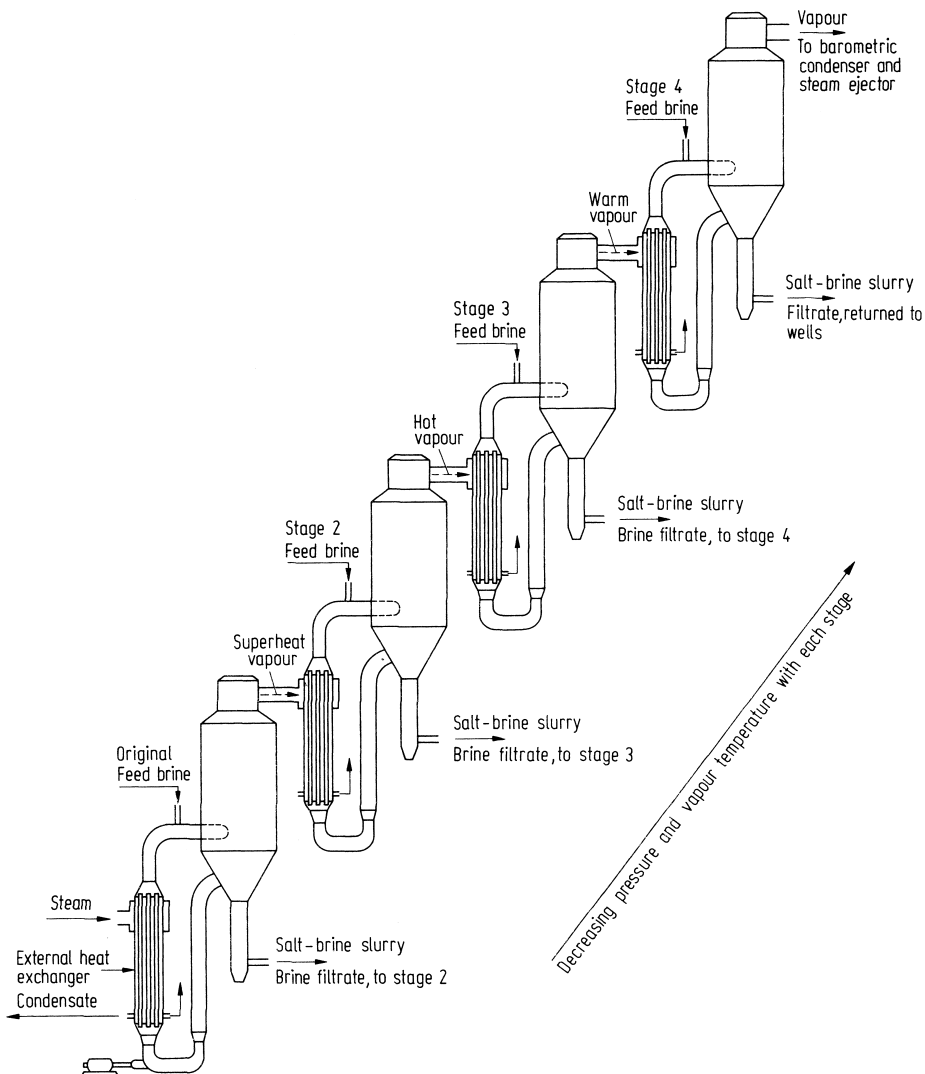 Vapour
To barometric
condenser and
steam ejector
Stage 4
Feed brine
Warm
vapour
Salt-brine slurry
Filtrate, returned to
wells
Stage 3
Feed brine
Hot
vapour
Salt-brine slurry
Brine filtrate, to stage 4
Stage 2
Feed brine
Superheat
vapour
Salt-brine slurry
Brine filtrate, to stage 3
Original
Feed brine
Steam
External heat
exchanger
Condensate
Salt-brine slurry
Brine filtrate, to stage 2
Decreasing pressure and vapour temperature with each stage